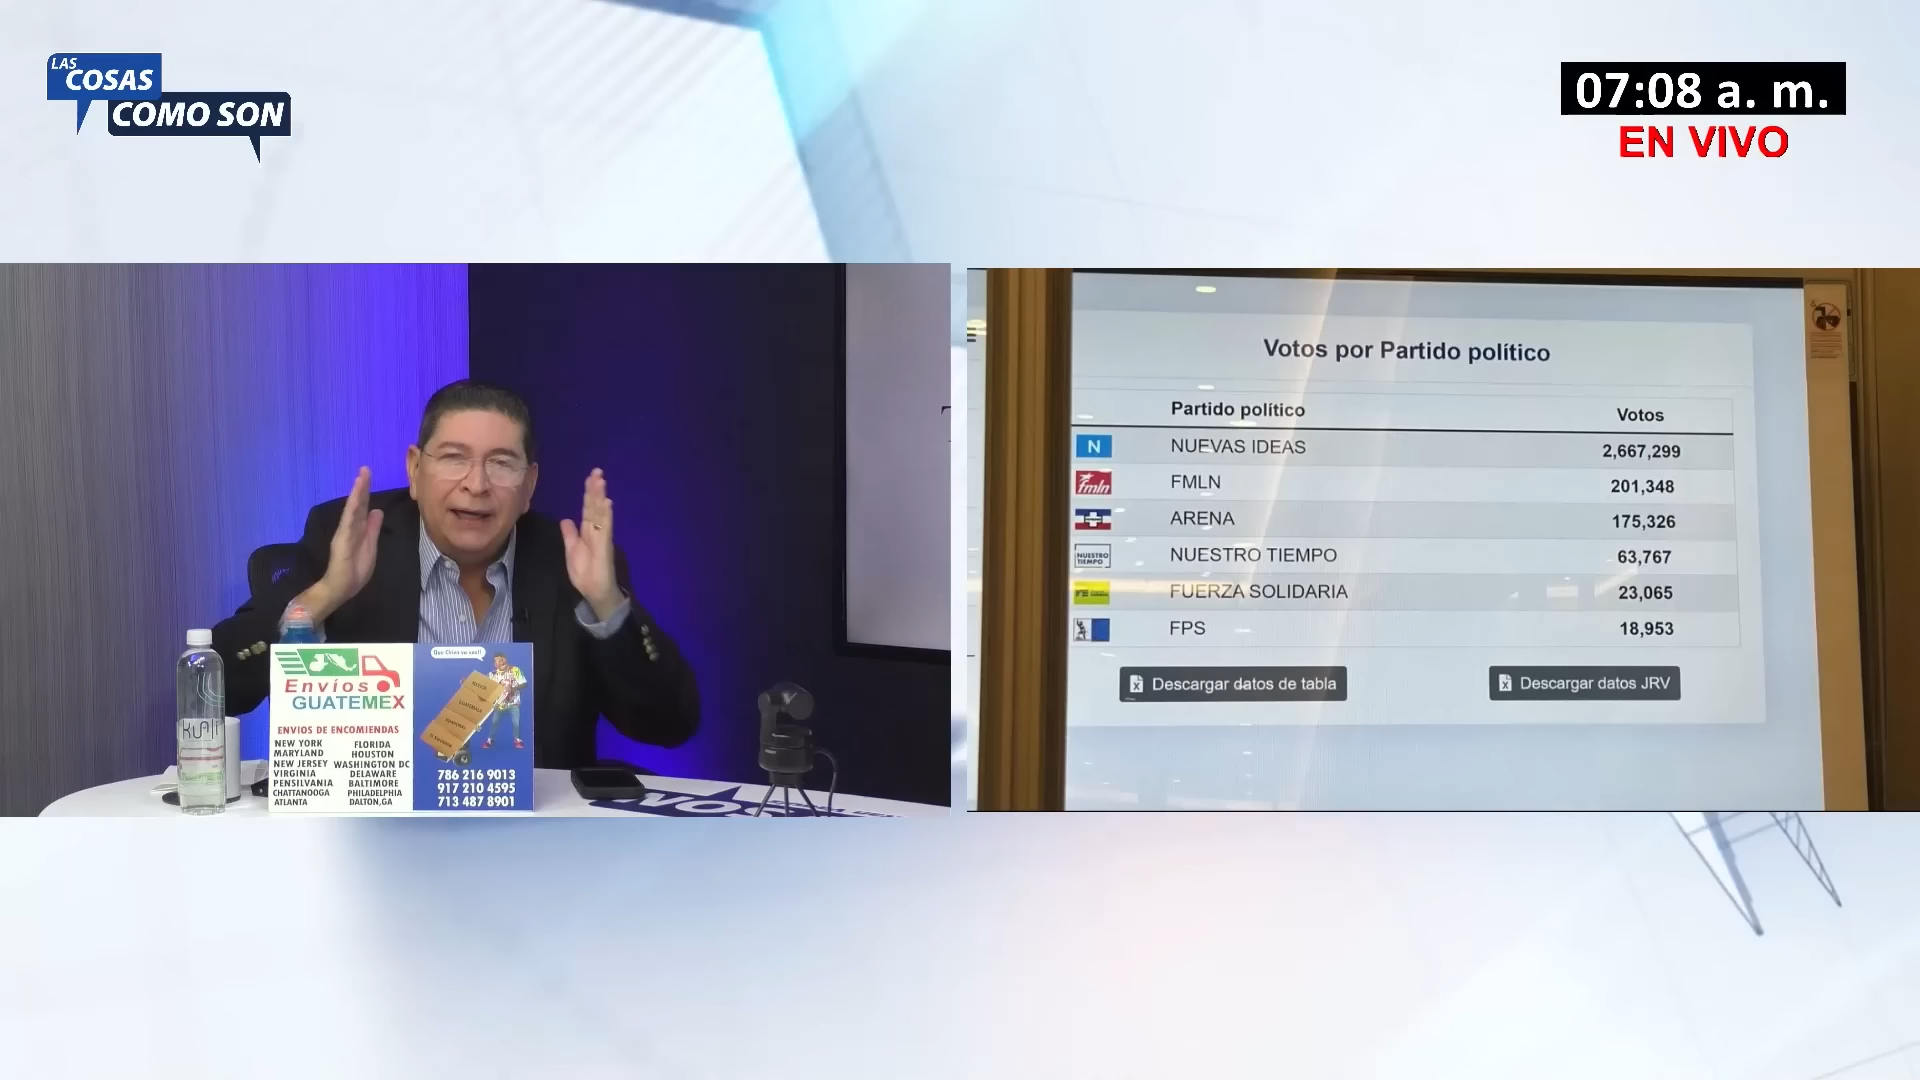 LAS
COSAS
COMO SON
07:08 a. m.
EN VIVO
Votos por Partido político
Partido político Votos
N NUEVAS IDEAS 2,667,299
fmln FMLN 201,348
ARENA 175,326
NUESTRO TIEMPO NUESTRO TIEMPO 63,767
FUERZA SOLIDARIA 23,065
FPS 18,953
Descargar datos de tabla Descargar datos JRV
Envíos
GUATEMEX
ENVIOS DE ENCOMIENDAS
NEW YORK FLORIDA
MARYLAND HOUSTON
NEW JERSEY WASHINGTON DC
VIRGINIA DELAWARE
PENSILVANIA BALTIMORE
CHATTANOOGA PHILADELPHIA
ATLANTA DALTON,GA
786 216 9013
917 210 4595
713 487 8901
kuali